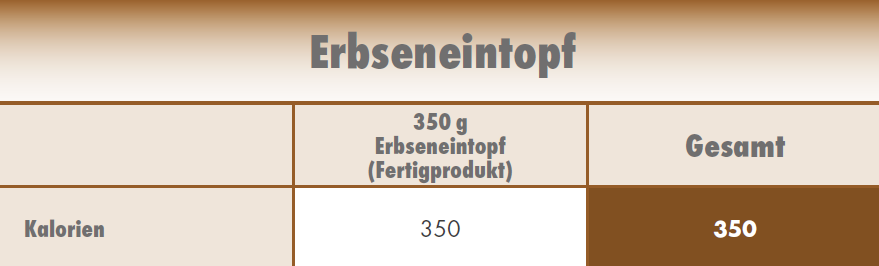 Erbseneintopf
350 g
Erbseneintopf
(Fertigprodukt)
Gesamt
Kalorien
350
350